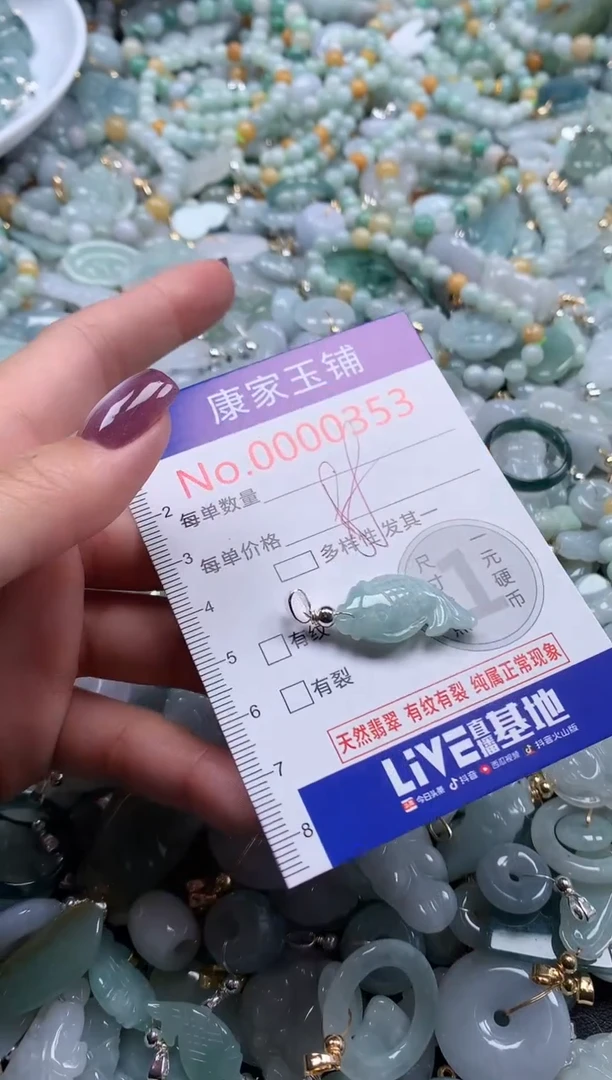 康家玉铺
No.0000353
2
每单数量
3
每单价格
多样性发其一
4
尺
寸
一
元
硬
币
1
5
有纹
6
有裂
天然翡翠 有纹有裂 纯属正常现象
7
LiVE直播基地
今日头条 抖音 西瓜视频 抖音火山版
8